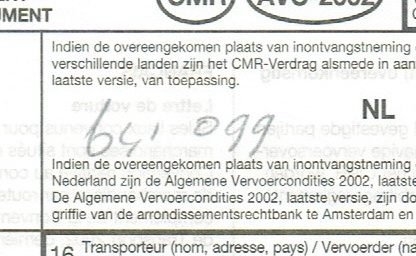 UMENT
CMR
AVC 2002
Indien de overeengekomen plaats van inontvangstneming
verschillende landen zijn het CMR-Verdrag alsmede in aan
laatste versie, van toepassing.
NL
64, 099
Indien de overeengekomen plaats van inontvangstneming
Nederland zijn de Algemene Vervoercondities 2002, laatste
De Algemene Vervoercondities 2002, laatste versie, zijn do
griffie van de arrondissementsrechtbank te Amsterdam en
16 Transporteur (nom, adresse, pays) / Vervoerder (na